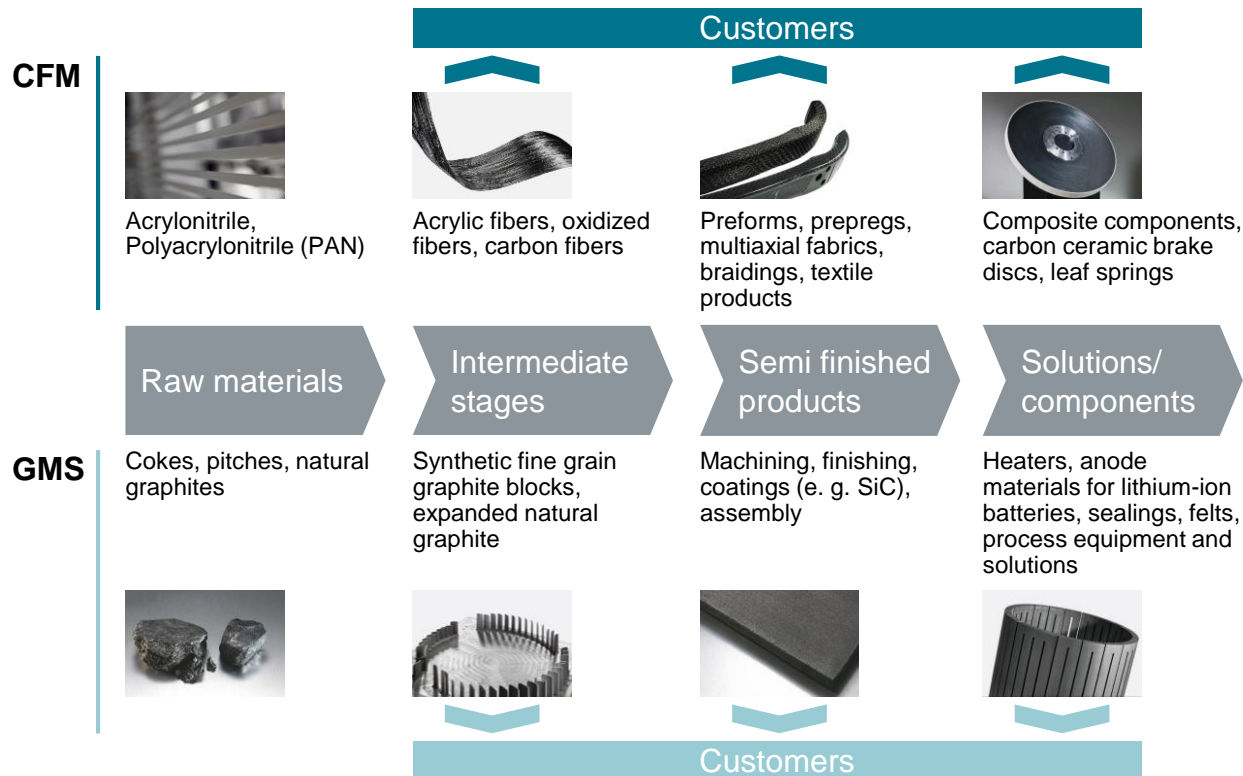 Customers
CFM
Acrylonitrile,
Polyacrylonitrile (PAN)
Acrylic fibers, oxidized
fibers, carbon fibers
Preforms, prepregs,
multiaxial fabrics,
braidings, textile
products
Composite components,
carbon ceramic brake
discs, leaf springs
Raw materials
Intermediate
stages
Semi finished
products
Solutions/
components
GMS
Cokes, pitches, natural
graphites
Synthetic fine grain
graphite blocks,
expanded natural
graphite
Machining, finishing,
coatings (e. g. SiC),
assembly
Heaters, anode
materials for lithium-ion
batteries, sealings, felts,
process equipment and
solutions
Customers